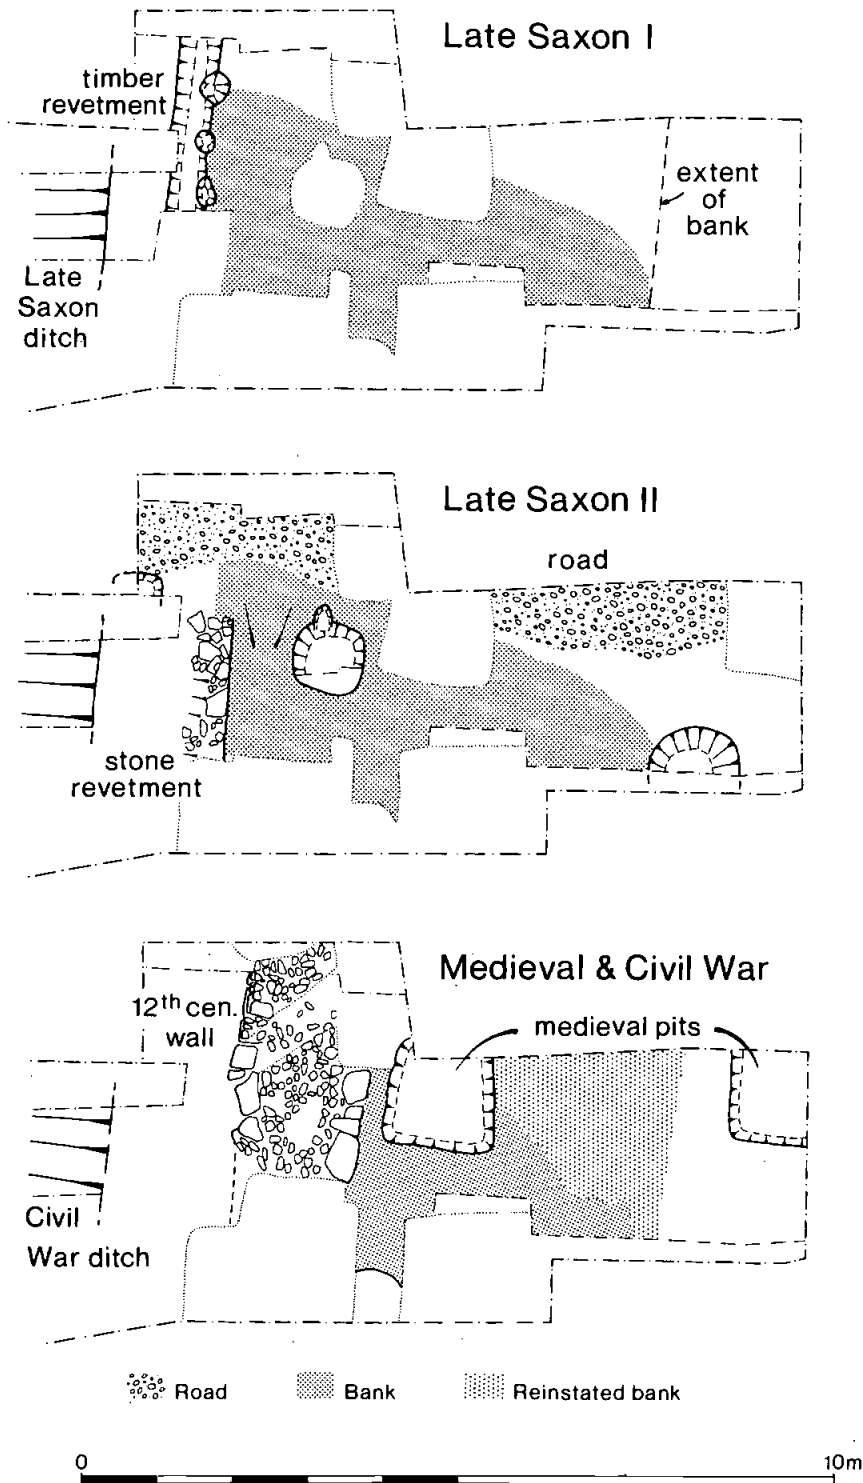 Late Saxon I
timber
revetment
extent
of
bank
Late
Saxon
ditch
Late Saxon II
road
stone
revetment
Medieval & Civil War
12th cen.
wall
medieval pits
Civil
War ditch
Road
Bank
Reinstated bank
0
10m